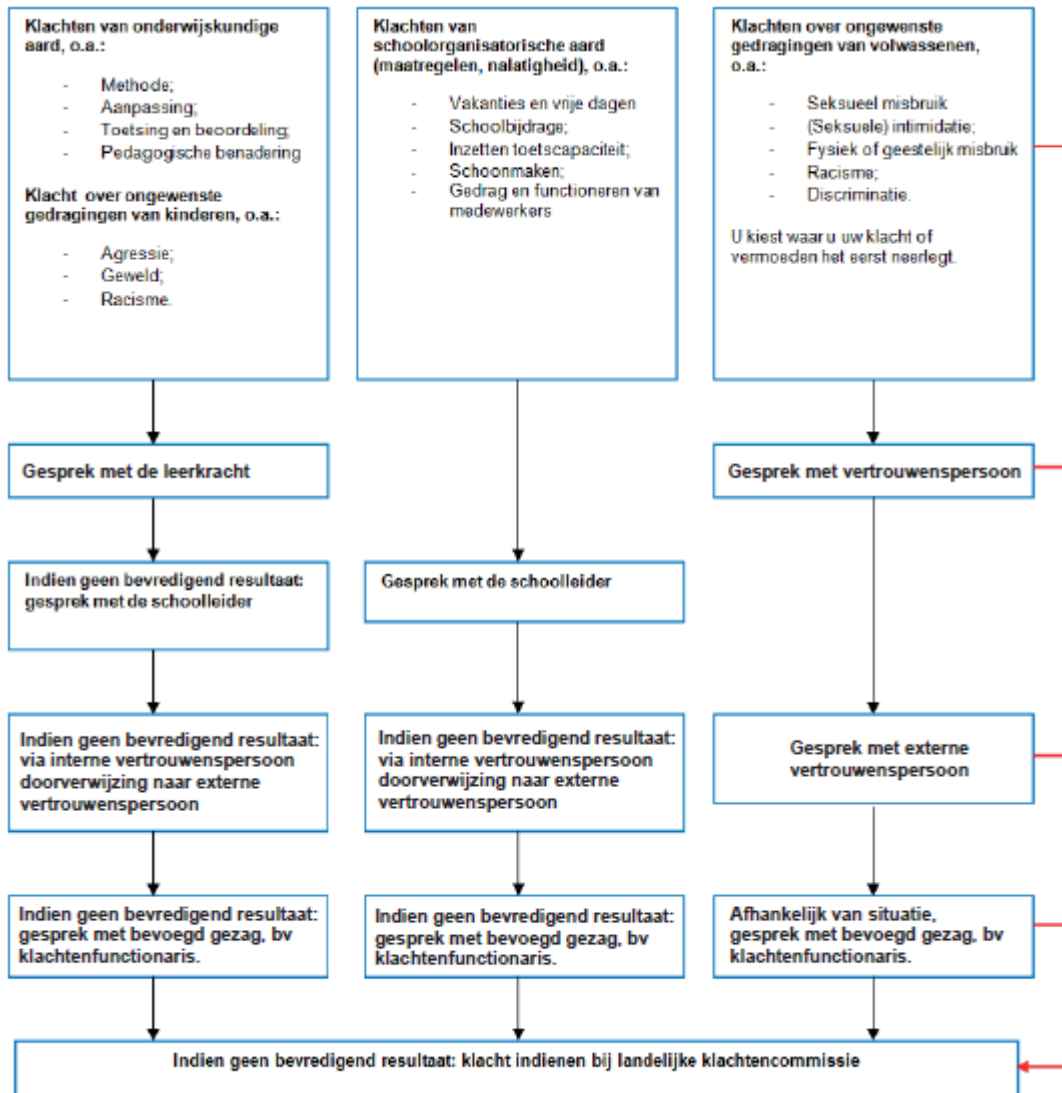 Klachten van onderwijskundige
aard, o.a.:
- Methode;
- Aanpassing;
- Toetsing en beoordeling;
- Pedagogische benadering
Klacht over ongewenste
gedragingen van kinderen, o.a.:
- Agressie;
- Geweld;
- Racisme.
Klachten van
schoolorganisatorische aard
(maatregelen, nalatigheid), o.a.:
- Vakanties en vrije dagen
- Schoolbijdrage;
- Inzetten toetscapaciteit;
- Schoonmaken;
- Gedrag en functioneren van
medewerkers
Klachten over ongewenste
gedragingen van volwassenen,
o.a.:
- Seksueel misbruik
- (Seksuele) intimidatie;
- Fysiek of geestelijk misbruik
- Racisme;
- Discriminatie.
U kiest waar u uw klacht of
vermoeden het eerst neerlegt.
Gesprek met de leerkracht
Gesprek met vertrouwenspersoon
Indien geen bevredigend resultaat:
gesprek met de schoolleider
Gesprek met de schoolleider
Indien geen bevredigend resultaat:
via interne vertrouwenspersoon
doorverwijzing naar externe
vertrouwenspersoon
Indien geen bevredigend resultaat:
via interne vertrouwenspersoon
doorverwijzing naar externe
vertrouwenspersoon
Gesprek met externe
vertrouwenspersoon
Indien geen bevredigend resultaat:
gesprek met bevoegd gezag, bv
klachtenfunctionaris.
Indien geen bevredigend resultaat:
gesprek met bevoegd gezag, bv
klachtenfunctionaris.
Afhankelijk van situatie,
gesprek met bevoegd gezag, bv
klachtenfunctionaris.
Indien geen bevredigend resultaat: klacht indienen bij landelijke klachtencommissie